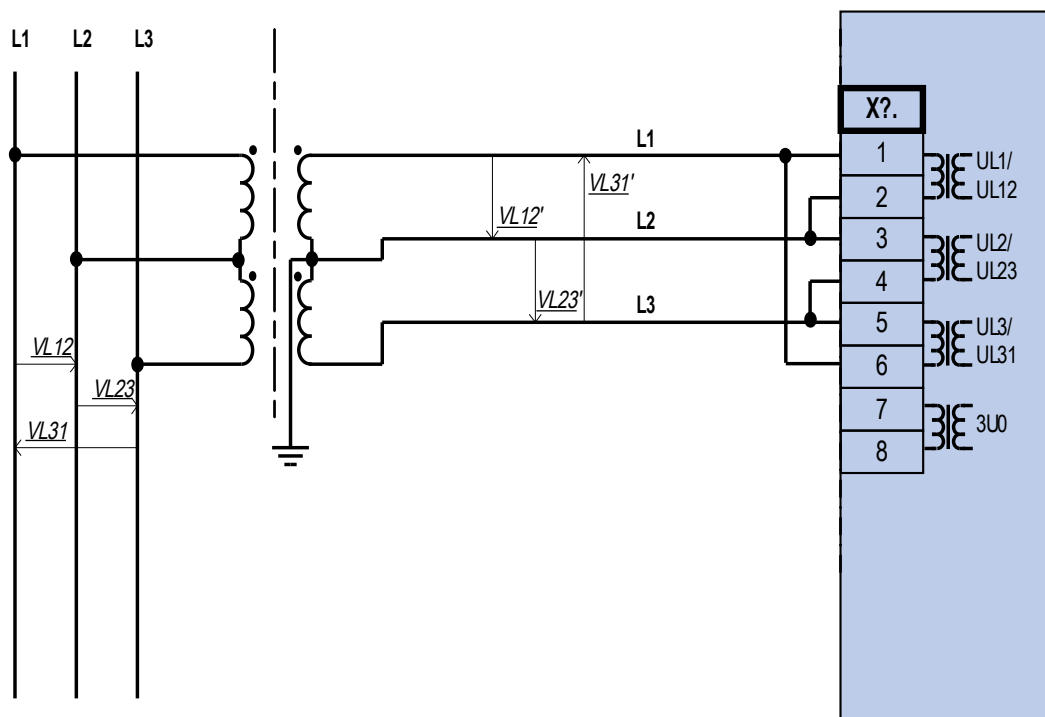 L1 L2 L3
X?.
L1
1
UL1/
UL12
VL31'
2
VL12'
L2
3
UL2/
UL23
4
VL23'
L3
5
UL3/
UL31
VL12
6
VL23
7
3U0
VL31
8